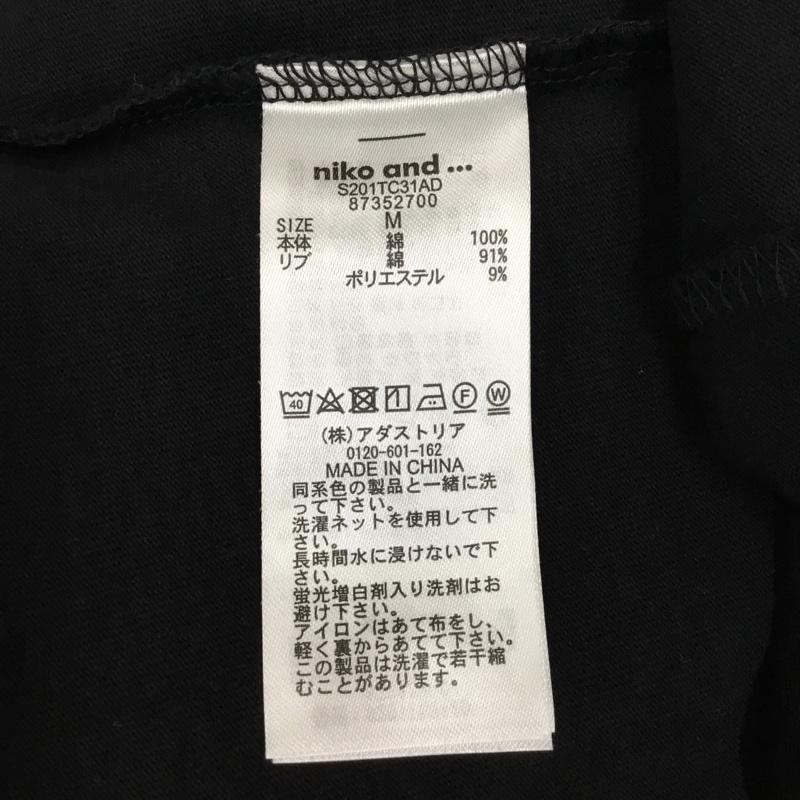 niko and ...
S201TC31AD
87352700
SIZE M
本体 綿 100%
リブ 綿 91%
ポリエステル 9%
40 F W
(株)アダストリア
0120-601-162
MADE IN CHINA
同系色の製品と一緒に洗
って下さい。
洗濯ネットを使用して下
さい。
長時間水に浸けないで下
さい。
蛍光増白剤入り洗剤はお
避け下さい。
アイロンはあて布をし、
軽く裏からあてて下さい。
この製品は洗濯で若干縮
むことがあります。